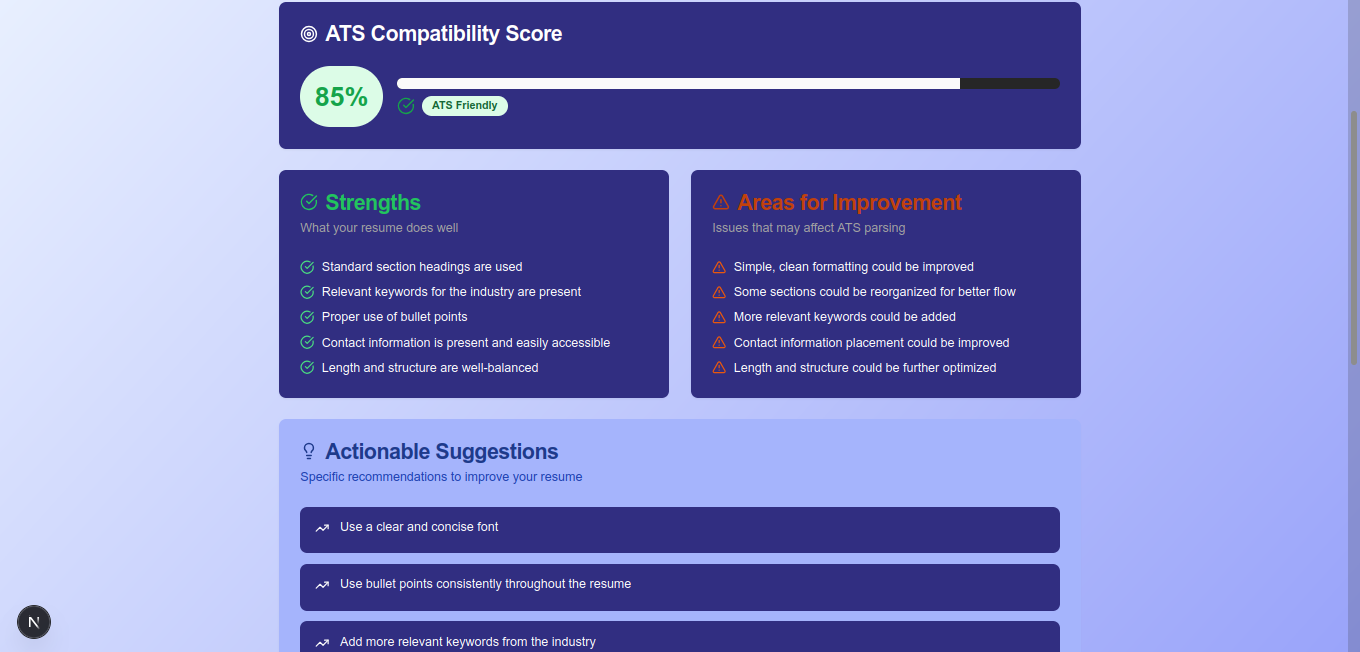 ATS Compatibility Score
85%
ATS Friendly
Strengths
What your resume does well
Standard section headings are used
Relevant keywords for the industry are present
Proper use of bullet points
Contact information is present and easily accessible
Length and structure are well-balanced
Areas for Improvement
Issues that may affect ATS parsing
Simple, clean formatting could be improved
Some sections could be reorganized for better flow
More relevant keywords could be added
Contact information placement could be improved
Length and structure could be further optimized
Actionable Suggestions
Specific recommendations to improve your resume
Use a clear and concise font
Use bullet points consistently throughout the resume
Add more relevant keywords from the industry
N